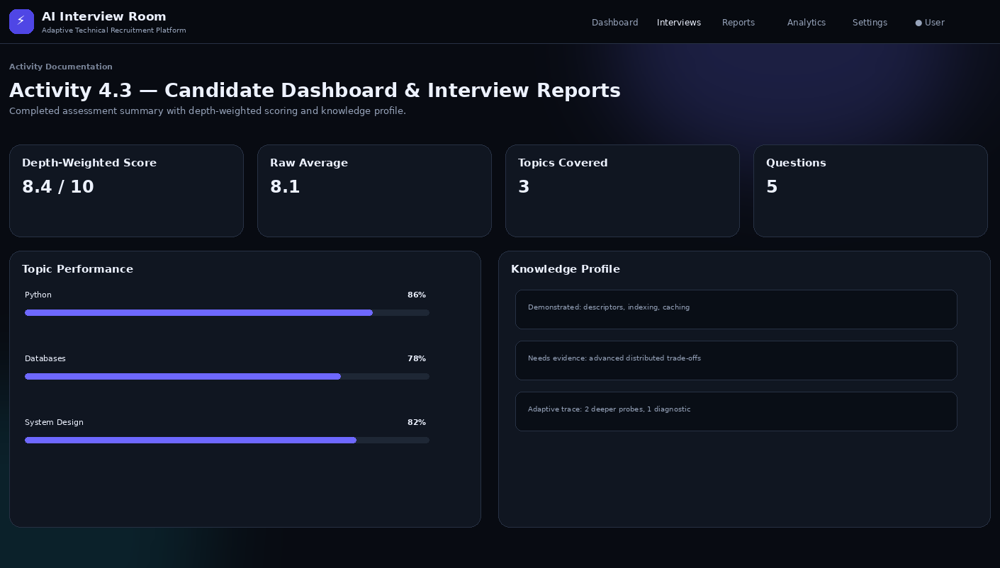 ⚡ AI Interview Room
Adaptive Technical Recruitment Platform
Dashboard Interviews Reports Analytics Settings ● User
Activity Documentation
Activity 4.3 — Candidate Dashboard & Interview Reports
Completed assessment summary with depth-weighted scoring and knowledge profile.
Depth-Weighted Score
8.4 / 10
Raw Average
8.1
Topics Covered
3
Questions
5
Topic Performance
Python 86%
Databases 78%
System Design 82%
Knowledge Profile
Demonstrated: descriptors, indexing, caching
Needs evidence: advanced distributed trade-offs
Adaptive trace: 2 deeper probes, 1 diagnostic